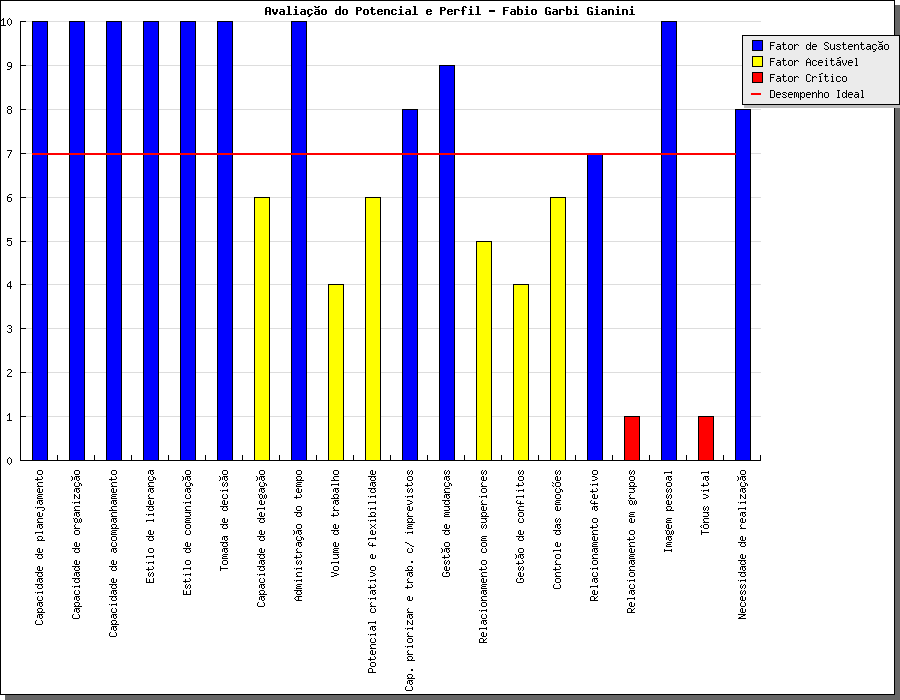 Avaliação do Potencial e Perfil - Fabio Garbi Gianini
Fator de Sustentação
Fator Aceitável
Fator Crítico
Desempenho Ideal
10
9
8
7
6
5
4
3
2
1
0
Capacidade de planejamento
Capacidade de organização
Capacidade de acompanhamento
Estilo de liderança
Estilo de comunicação
Tomada de decisão
Capacidade de delegação
Administração do tempo
Volume de trabalho
Potencial criativo e flexibilidade
Cap. priorizar e trab. c/ imprevistos
Gestão de mudanças
Relacionamento com superiores
Gestão de conflitos
Controle das emoções
Relacionamento afetivo
Relacionamento em grupos
Imagem pessoal
Tônus vital
Necessidade de realização